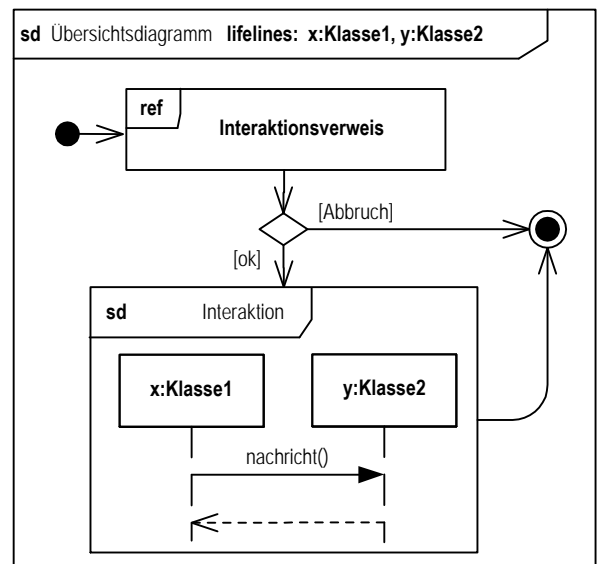 sd Übersichtsdiagramm lifelines: x:Klasse1, y:Klasse2
ref
Interaktionsverweis
[Abbruch]
[ok]
sd Interaktion
x:Klasse1 y:Klasse2
nachricht()